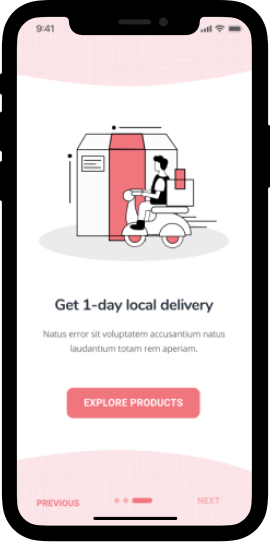 9:41
Get 1-day local delivery
Natus error sit voluptatem accusantium natus
laudantium totam rem aperiam.
EXPLORE PRODUCTS
PREVIOUS
NEXT